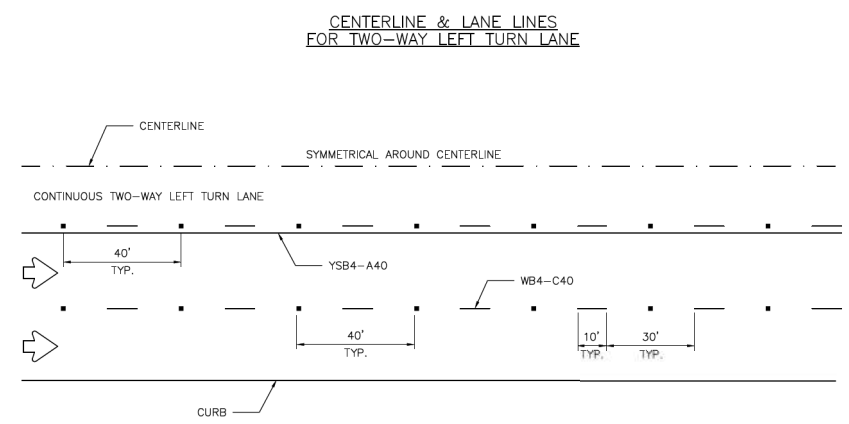 CENTERLINE & LANE LINES
FOR TWO-WAY LEFT TURN LANE
CENTERLINE
SYMMETRICAL AROUND CENTERLINE
CONTINUOUS TWO-WAY LEFT TURN LANE
40'
TYP.
YSB4-A40
WB4-C40
40'
TYP.
10'
TYP.
30'
TYP.
CURB